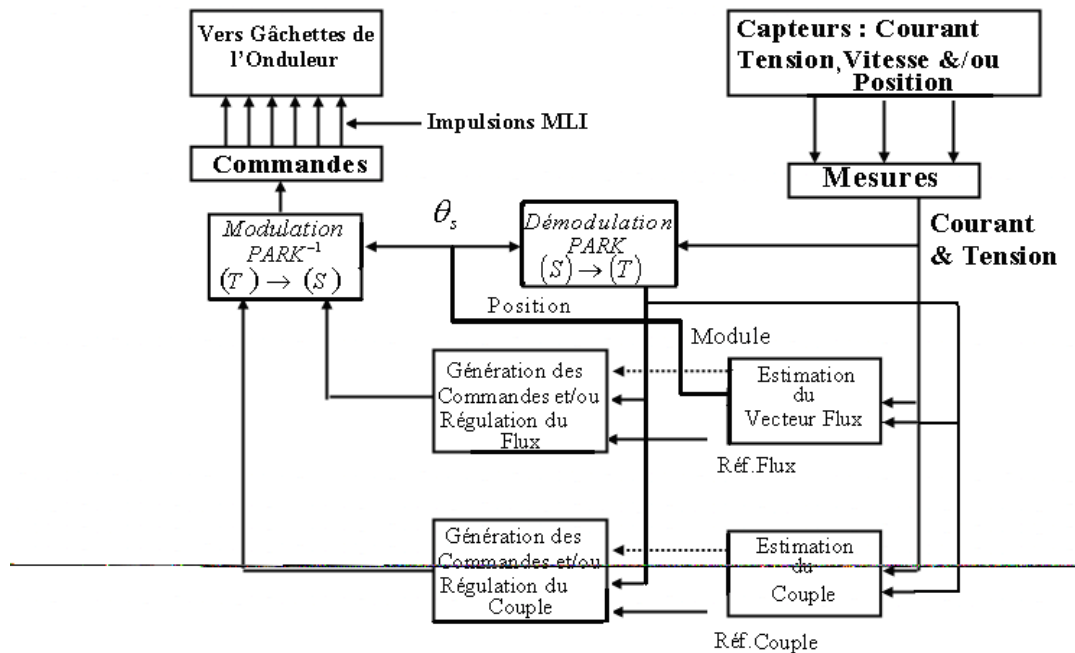 Vers Gâchettes de
l'Onduleur
Capteurs : Courant
Tension,Vitesse &/ou
Position
Impulsions MLI
Commandes
Mesures
Modulation
PARK⁻¹
(T) → (S)
θs
Démodulation
PARK
(S) → (T)
Courant
& Tension
Position
Module
Génération des
Commandes et/ou
Régulation du
Flux
Estimation
du
Vecteur Flux
Réf.Flux
Génération des
Commandes et/ou
Régulation du
Couple
Estimation
du
Couple
Réf.Couple